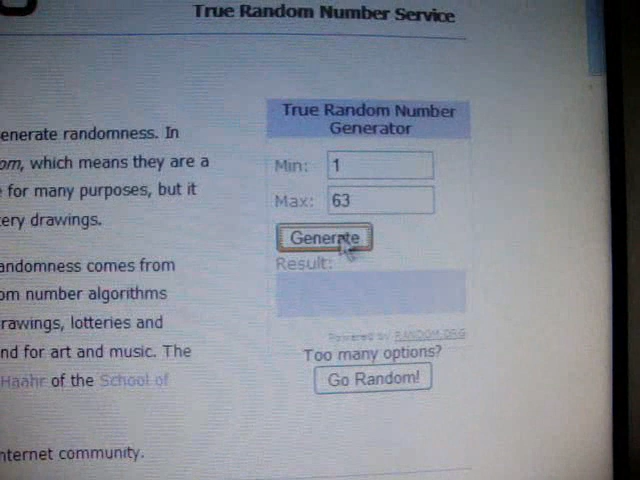 True Random Number Service
enerate randomness. In
om, which means they are a
e for many purposes, but it
tery drawings.
andomness comes from
om number algorithms
rawings, lotteries and
nd for art and music. The
Haahr of the School of
nternet community.
True Random Number
Generator
Min: 1
Max: 63
Generate
Result:
Powered by RANDOM.ORG
Too many options?
Go Random!